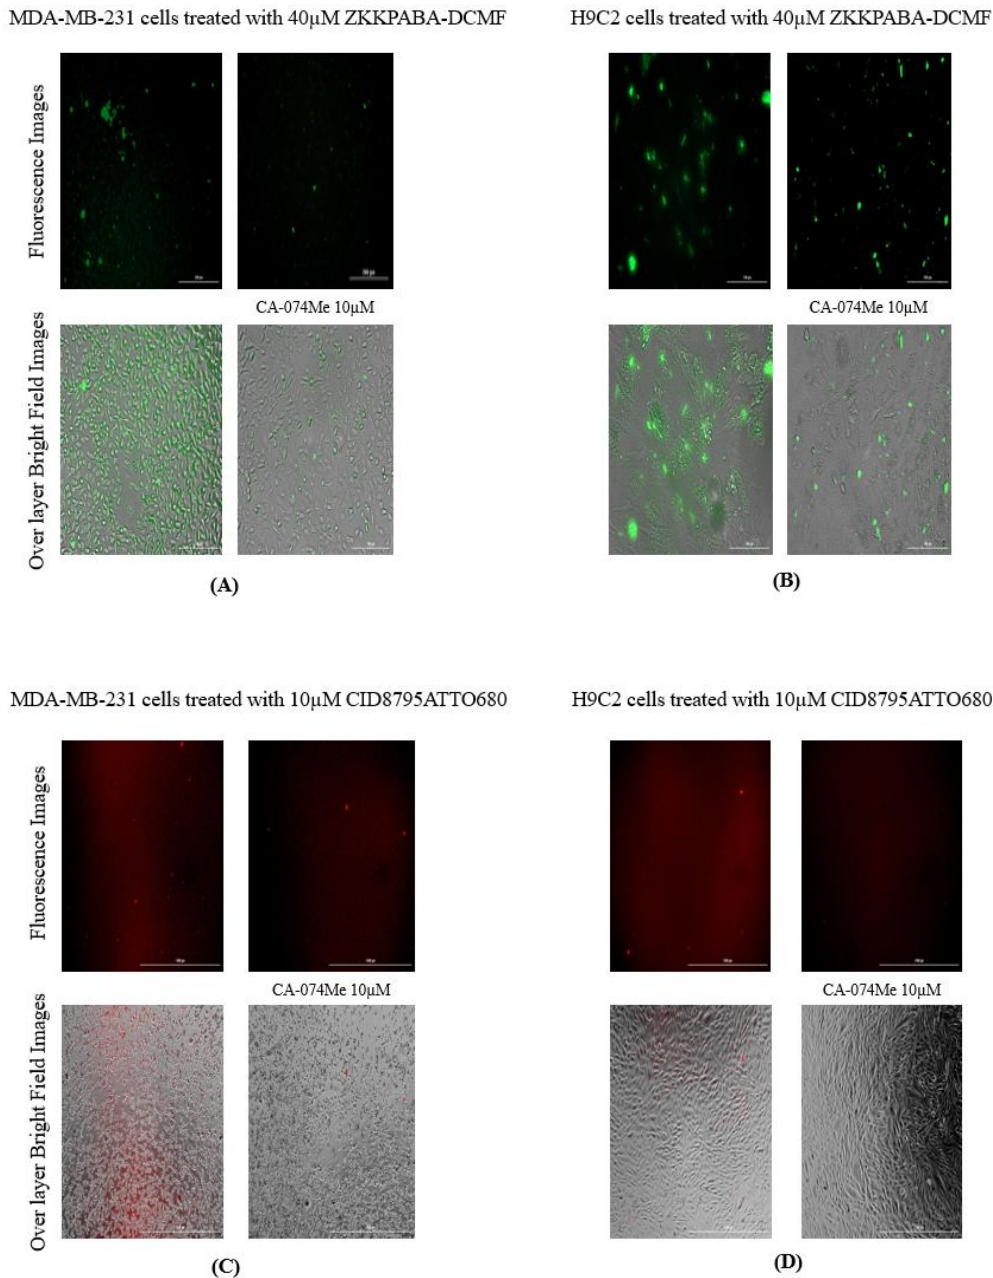 MDA-MB-231 cells treated with 40µM ZKKPABA-DCMF
H9C2 cells treated with 40µM ZKKPABA-DCMF
Fluorescence Images
CA-074Me 10µM
CA-074Me 10µM
Over layer Bright Field Images
(A)
(B)
MDA-MB-231 cells treated with 10µM CID8795ATTO680
H9C2 cells treated with 10µM CID8795ATTO680
Fluorescence Images
CA-074Me 10µM
CA-074Me 10µM
Over layer Bright Field Images
(C)
(D)